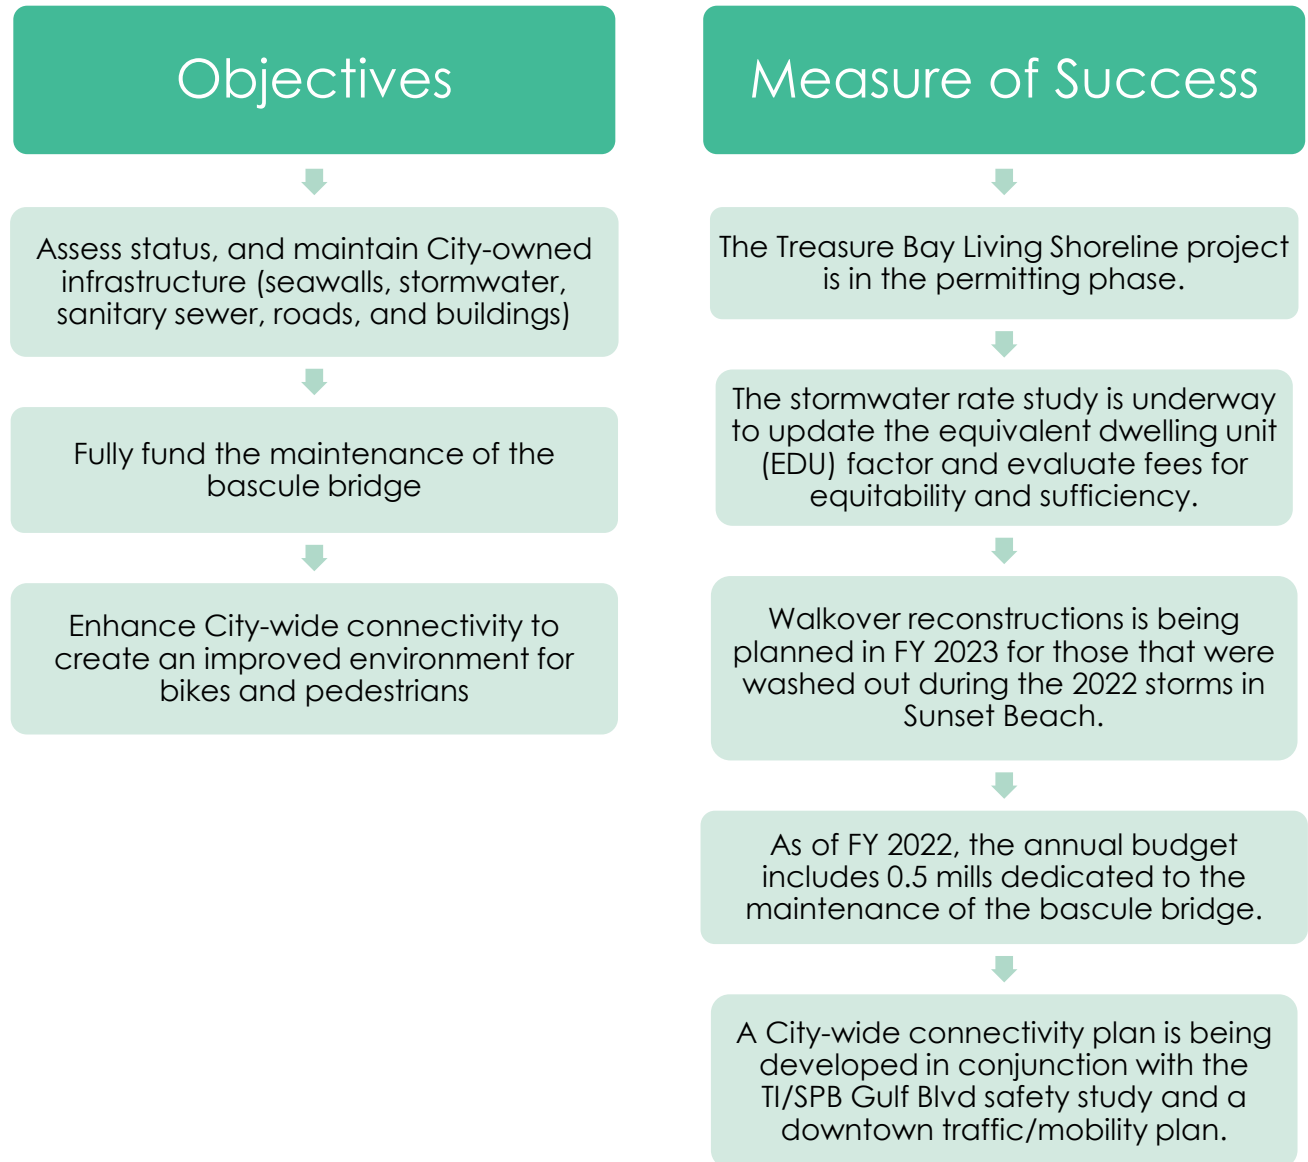 Objectives
Assess status, and maintain City-owned
infrastructure (seawalls, stormwater,
sanitary sewer, roads, and buildings)
Fully fund the maintenance of the
bascule bridge
Enhance City-wide connectivity to
create an improved environment for
bikes and pedestrians
Measure of Success
The Treasure Bay Living Shoreline project
is in the permitting phase.
The stormwater rate study is underway
to update the equivalent dwelling unit
(EDU) factor and evaluate fees for
equitability and sufficiency.
Walkover reconstructions is being
planned in FY 2023 for those that were
washed out during the 2022 storms in
Sunset Beach.
As of FY 2022, the annual budget
includes 0.5 mills dedicated to the
maintenance of the bascule bridge.
A City-wide connectivity plan is being
developed in conjunction with the
TI/SPB Gulf Blvd safety study and a
downtown traffic/mobility plan.